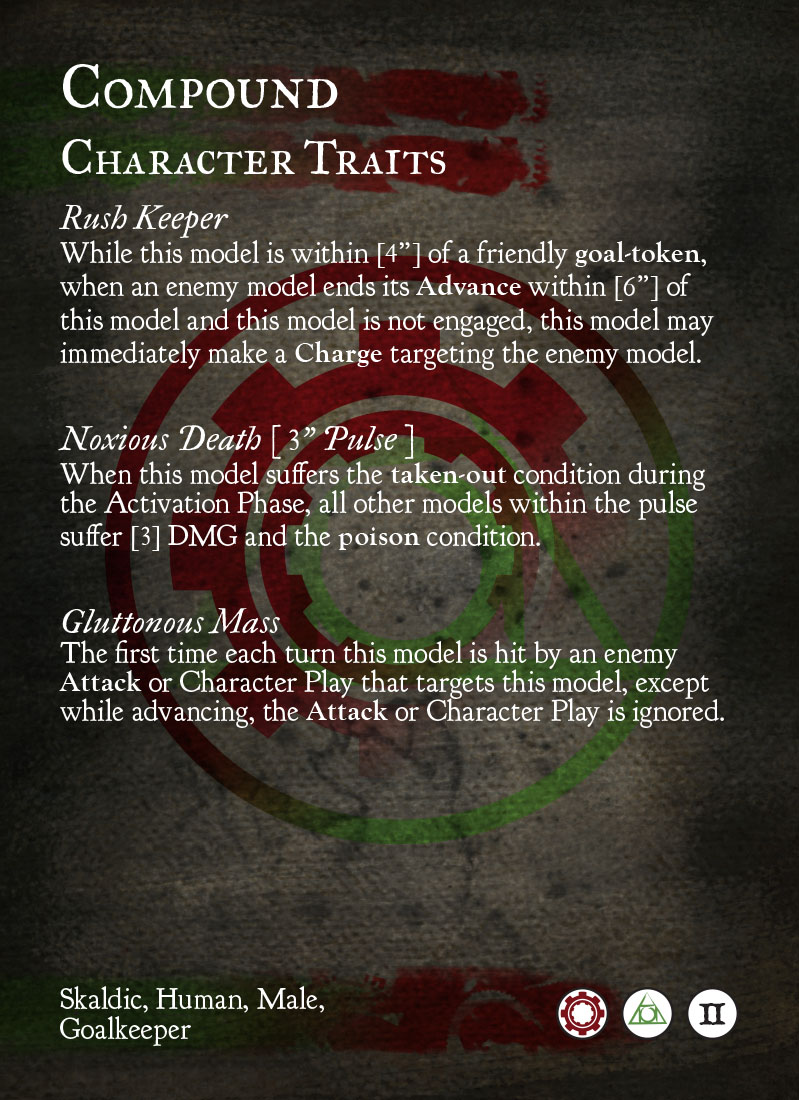 Compound
Character Traits
Rush Keeper
While this model is within [4”] of a friendly goal-token,
when an enemy model ends its Advance within [6”] of
this model and this model is not engaged, this model may
immediately make a Charge targeting the enemy model.
Noxious Death [ 3” Pulse ]
When this model suffers the taken-out condition during
the Activation Phase, all other models within the pulse
suffer [3] DMG and the poison condition.
Gluttonous Mass
The first time each turn this model is hit by an enemy
Attack or Character Play that targets this model, except
while advancing, the Attack or Character Play is ignored.
Skaldic, Human, Male,
Goalkeeper
II